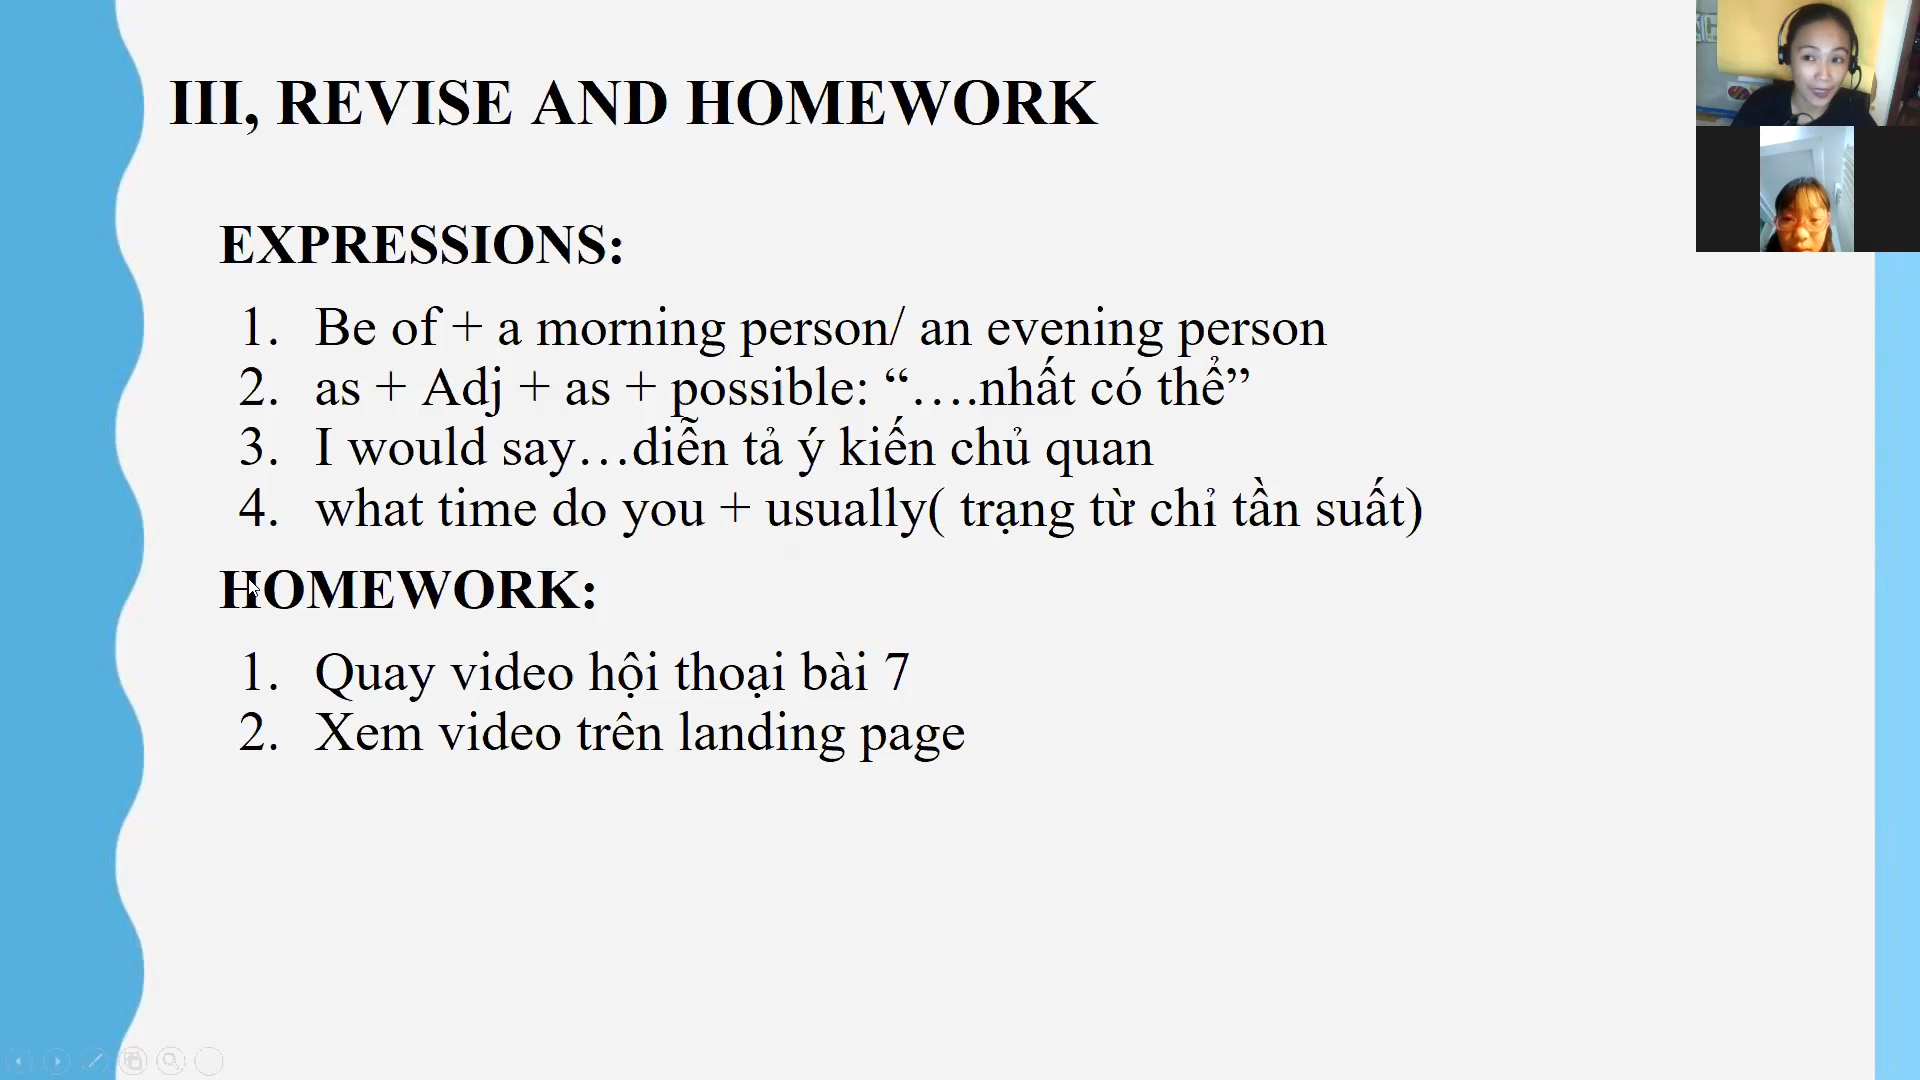 III, REVISE AND HOMEWORK
EXPRESSIONS:
1. Be of + a morning person/ an evening person
2. as + Adj + as + possible: “….nhất có thể”
3. I would say…diễn tả ý kiến chủ quan
4. what time do you + usually( trạng từ chỉ tần suất)
HOMEWORK:
1. Quay video hội thoại bài 7
2. Xem video trên landing page